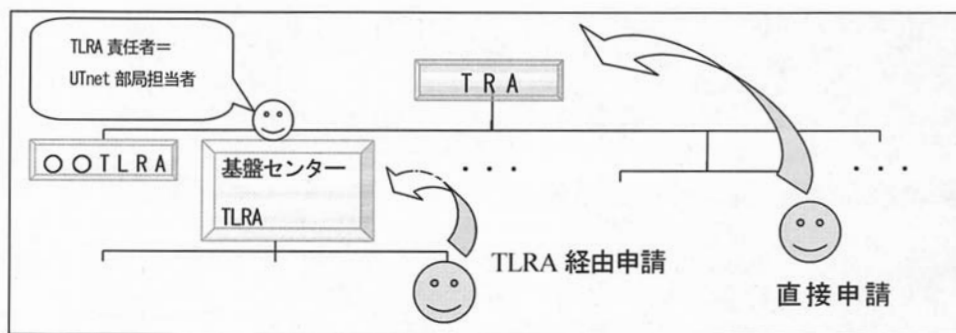 TLRA 責任者＝
UTnet 部局担当者
ＴＲＡ
〇〇ＴＬＲＡ
基盤センター
TLRA
・・・
・・・
TLRA 経由申請
直接申請